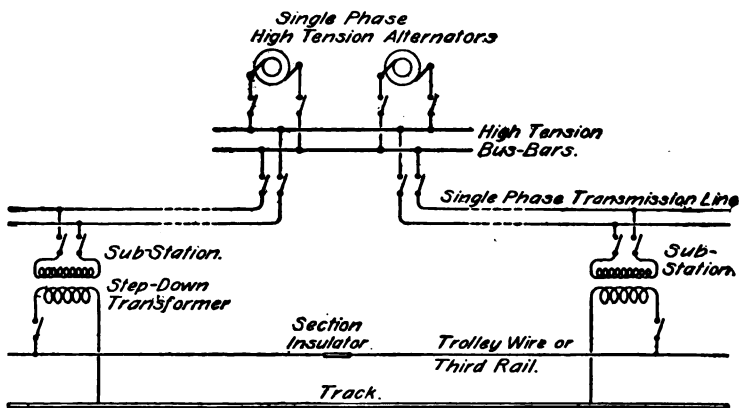 Single Phase
High Tension Alternators
High Tension
Bus-Bars.
Single Phase Transmission Line
Sub-Station.
Sub-
Station.
Step-Down
Transformer
Section
Insulator.
Trolley Wire or
Third Rail.
Track.